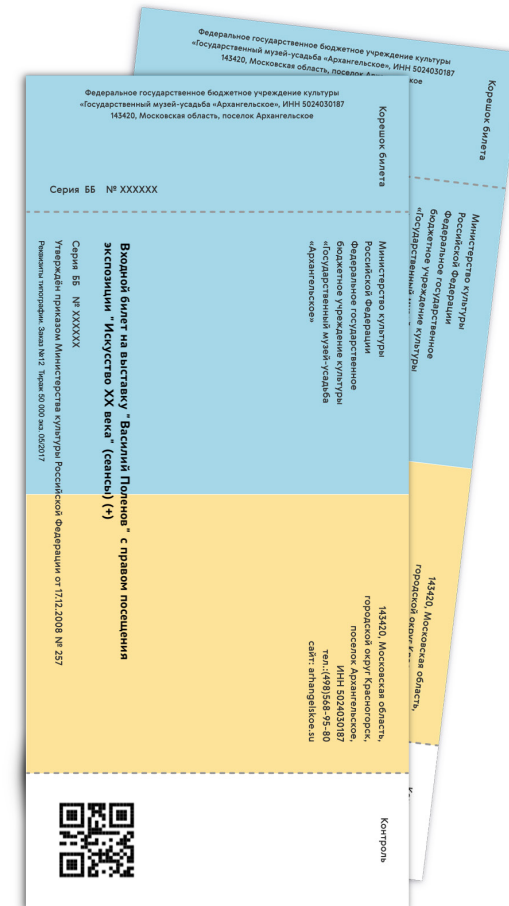 Федеральное государственное бюджетное учреждение культуры
«Государственный музей-усадьба «Архангельское», ИНН 5024030187
143420, Московская область, поселок Архангельское
Корешок билета
Серия ББ № XXXXXX
Министерство культуры
Российской Федерации
Федеральное государственное
бюджетное учреждение культуры
«Государственный музей-усадьба
«Архангельское»
143420, Московская область,
городской округ Красногорск,
поселок Архангельское,
ИНН 5024030187
тел.:(498)568-95-80
сайт: arhangelskoe.su
Входной билет на выставку "Василий Поленов" с правом посещения
экспозиции "Искусство XX века" (сеансы) (+)
Серия ББ № XXXXXX
Утверждён приказом Министерства культуры Российской Федерации от 17.12.2008 № 257
Реквизиты типографии. Заказ №12 Тираж 50 000 экз. 05/2017
Контроль
Федеральное государственное бюджетное учреждение культуры
«Государственный музей-усадьба «Архангельское», ИНН 5024030187
143420, Московская область, поселок
Корешок билета
Министерство культуры
Российской Федерации
Федеральное государственное
бюджетное учреждение культуры
«Государственный
143420, Московская область,
городской округ